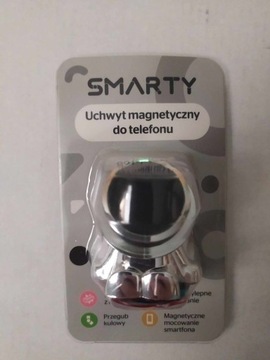 SMARTY
Uchwyt magnetyczny
do telefonu
Przegub
kulowy
Magnetyczne
mocowanie
smartfona